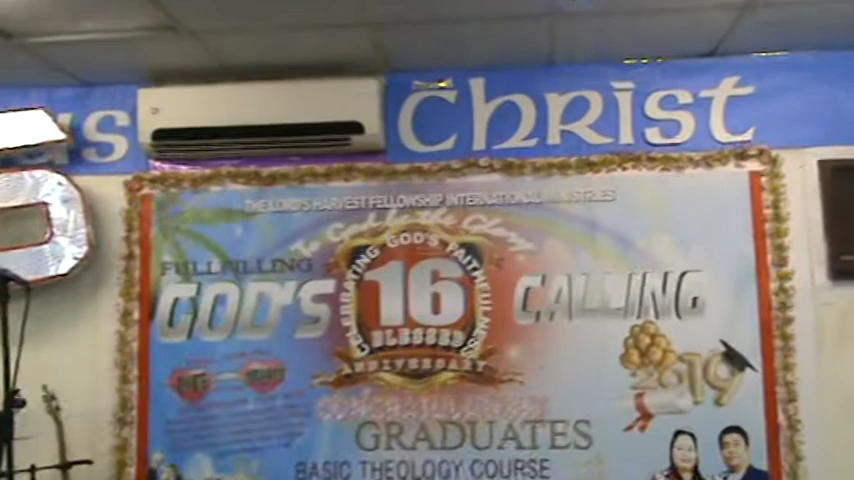 us Christ
THE LORD'S HARVEST FELLOWSHIP INTERNATIONAL MINISTRIES
To God be the Glory
CELEBRATING GOD'S FAITHFULNESS
FULFILLING
GOD'S 16 CALLING
BLESSED
ANNIVERSARY
2019
GRADUATES
BASIC THEOLOGY COURSE